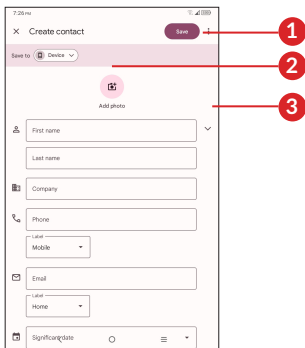 7:26 PM
Create contact Save 1
Save to Device 2
Add photo 3
First name
Last name
Company
Phone
Label
Mobile
Email
Label
Home
Significant date